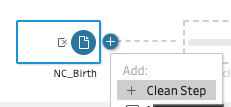 NC_Birth
Add:
+ Clean Step